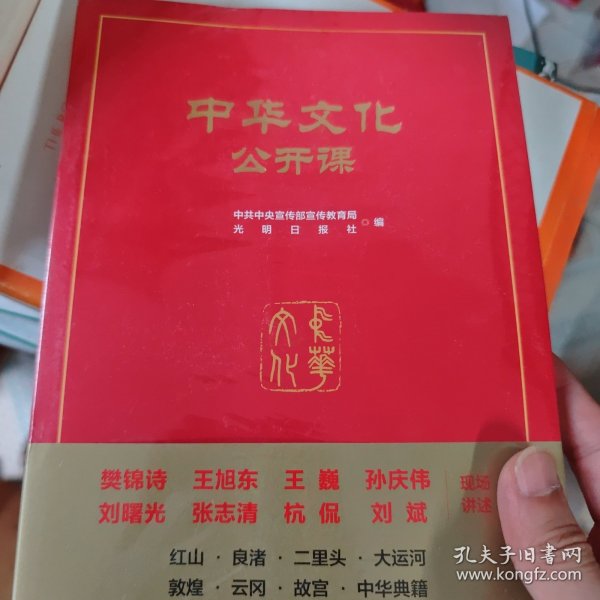 中华文化
公开课
中共中央宣传部宣传教育局
光明日报社
编
中華
文化
樊锦诗 王旭东 王巍 孙庆伟
刘曙光 张志清 杭侃 刘斌
现场
讲述
红山·良渚·二里头·大运河
敦煌·云冈·故宫·中华典籍
孔夫子旧书网
www.kongfz.com